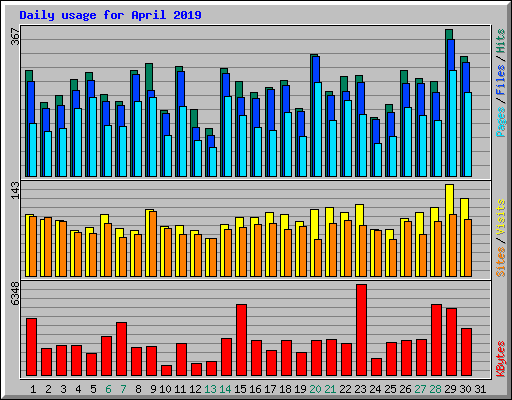 Daily usage for April 2019
367
Pages / Files / Hits
143
Sites / Visits
6348
KBytes
1 2 3 4 5 6 7 8 9 10 11 12 13 14 15 16 17 18 19 20 21 22 23 24 25 26 27 28 29 30 31